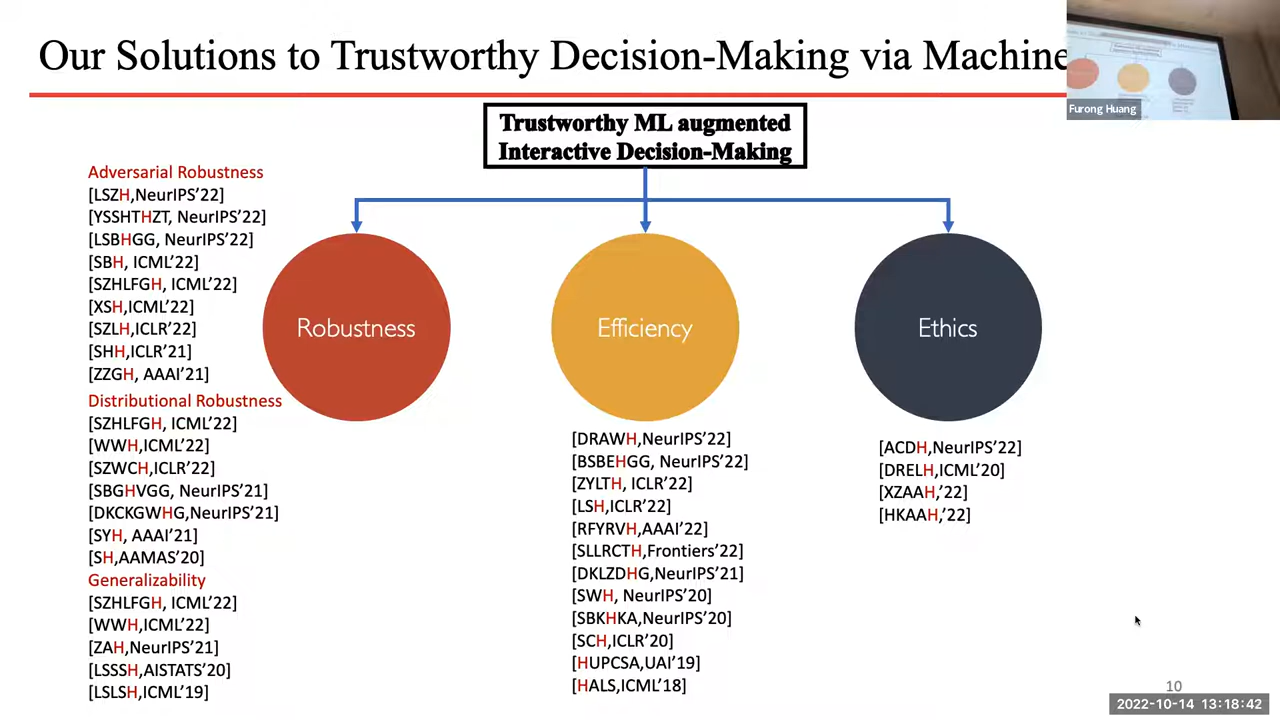 Our Solutions to Trustworthy Decision-Making via Machine
Furong Huang
Trustworthy ML augmented
Interactive Decision-Making
Adversarial Robustness
[LSZH,NeurIPS’22]
[YSSHTHZT, NeurIPS’22]
[LSBHGG, NeurIPS’22]
[SBH, ICML’22]
[SZHLFGH, ICML’22]
[XSH,ICML’22]
[SZLH,ICLR’22]
[SHH,ICLR’21]
[ZZGH, AAAI’21]
Distributional Robustness
[SZHLFGH, ICML’22]
[WWH,ICML’22]
[SZWCH,ICLR’22]
[SBGHVGG, NeurIPS’21]
[DKCKGWHG,NeurIPS’21]
[SYH, AAAI’21]
[SH,AAMAS’20]
Generalizability
[SZHLFGH, ICML’22]
[WWH,ICML’22]
[ZAH,NeurIPS’21]
[LSSSH,AISTATS’20]
[LSLSH,ICML’19]
Robustness
Efficiency
[DRAWH,NeurIPS’22]
[BSBEHGG, NeurIPS’22]
[ZYLTH, ICLR’22]
[LSH,ICLR’22]
[RFYRVH,AAAI’22]
[SLLRCTH,Frontiers’22]
[DKLZDHG,NeurIPS’21]
[SWH, NeurIPS’20]
[SBKHKA,NeurIPS’20]
[SCH,ICLR’20]
[HUPCSA,UAI’19]
[HALS,ICML’18]
Ethics
[ACDH,NeurIPS’22]
[DRELH,ICML’20]
[XZAAH,’22]
[HKAAH,’22]
10
2022-10-14 13:18:42